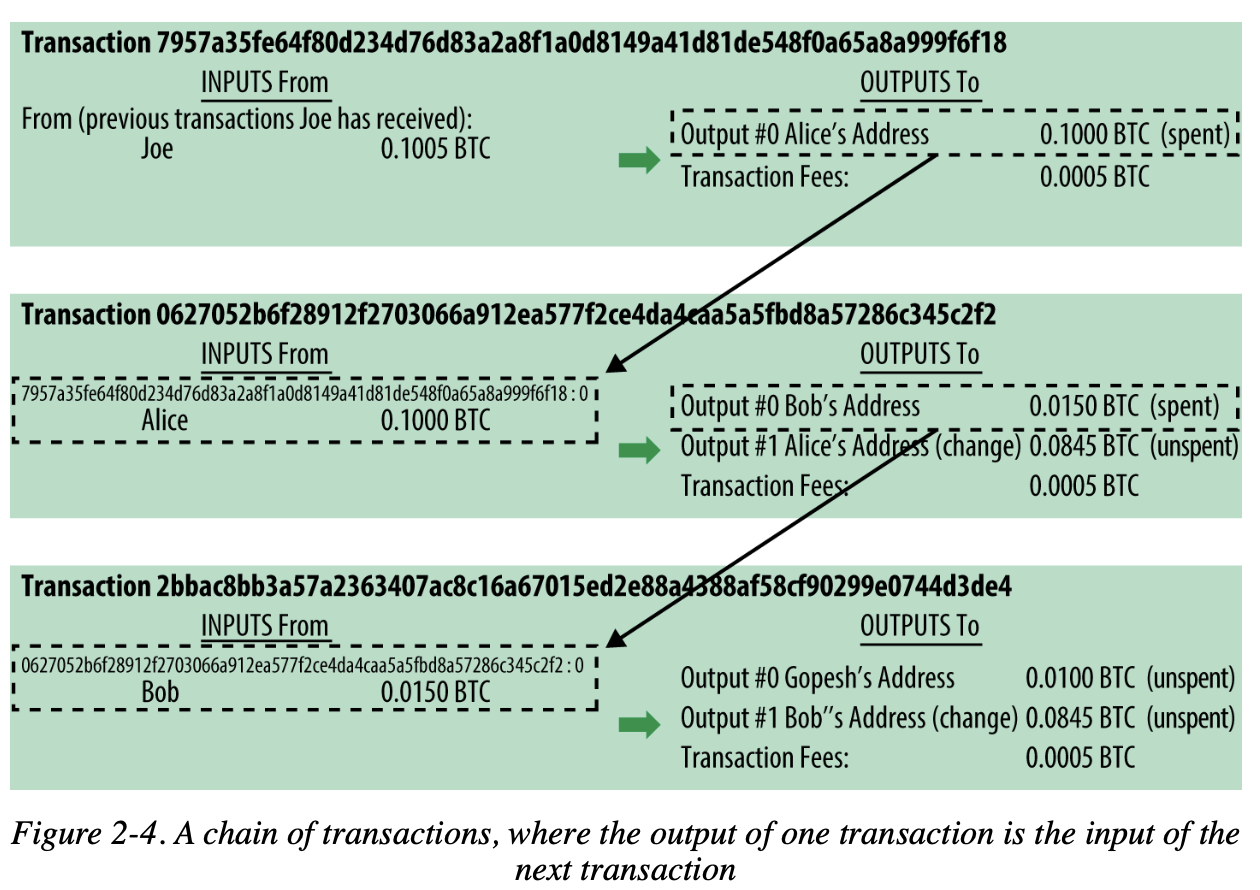 Transaction 7957a35fe64f80d234d76d83a2a8f1a0d8149a41d81de548f0a65a8a999f6f18
INPUTS From
OUTPUTS To
From (previous transactions Joe has received):
Joe 0.1005 BTC
Output #0 Alice’s Address 0.1000 BTC (spent)
Transaction Fees: 0.0005 BTC
Transaction 0627052b6f28912f2703066a912ea577f2ce4da4caa5a5fbd8a57286c345c2f2
INPUTS From
OUTPUTS To
7957a35fe64f80d234d76d83a2a8f1a0d8149a41d81de548f0a65a8a999f6f18 : 0
Alice 0.1000 BTC
Output #0 Bob’s Address 0.0150 BTC (spent)
Output #1 Alice’s Address (change) 0.0845 BTC (unspent)
Transaction Fees: 0.0005 BTC
Transaction 2bbac8bb3a57a2363407ac8c16a67015ed2e88a4388af58cf90299e0744d3de4
INPUTS From
OUTPUTS To
0627052b6f28912f2703066a912ea577f2ce4da4caa5a5fbd8a57286c345c2f2 : 0
Bob 0.0150 BTC
Output #0 Gopesh’s Address 0.0100 BTC (unspent)
Output #1 Bob’’s Address (change) 0.0845 BTC (unspent)
Transaction Fees: 0.0005 BTC
Figure 2-4. A chain of transactions, where the output of one transaction is the input of the
next transaction